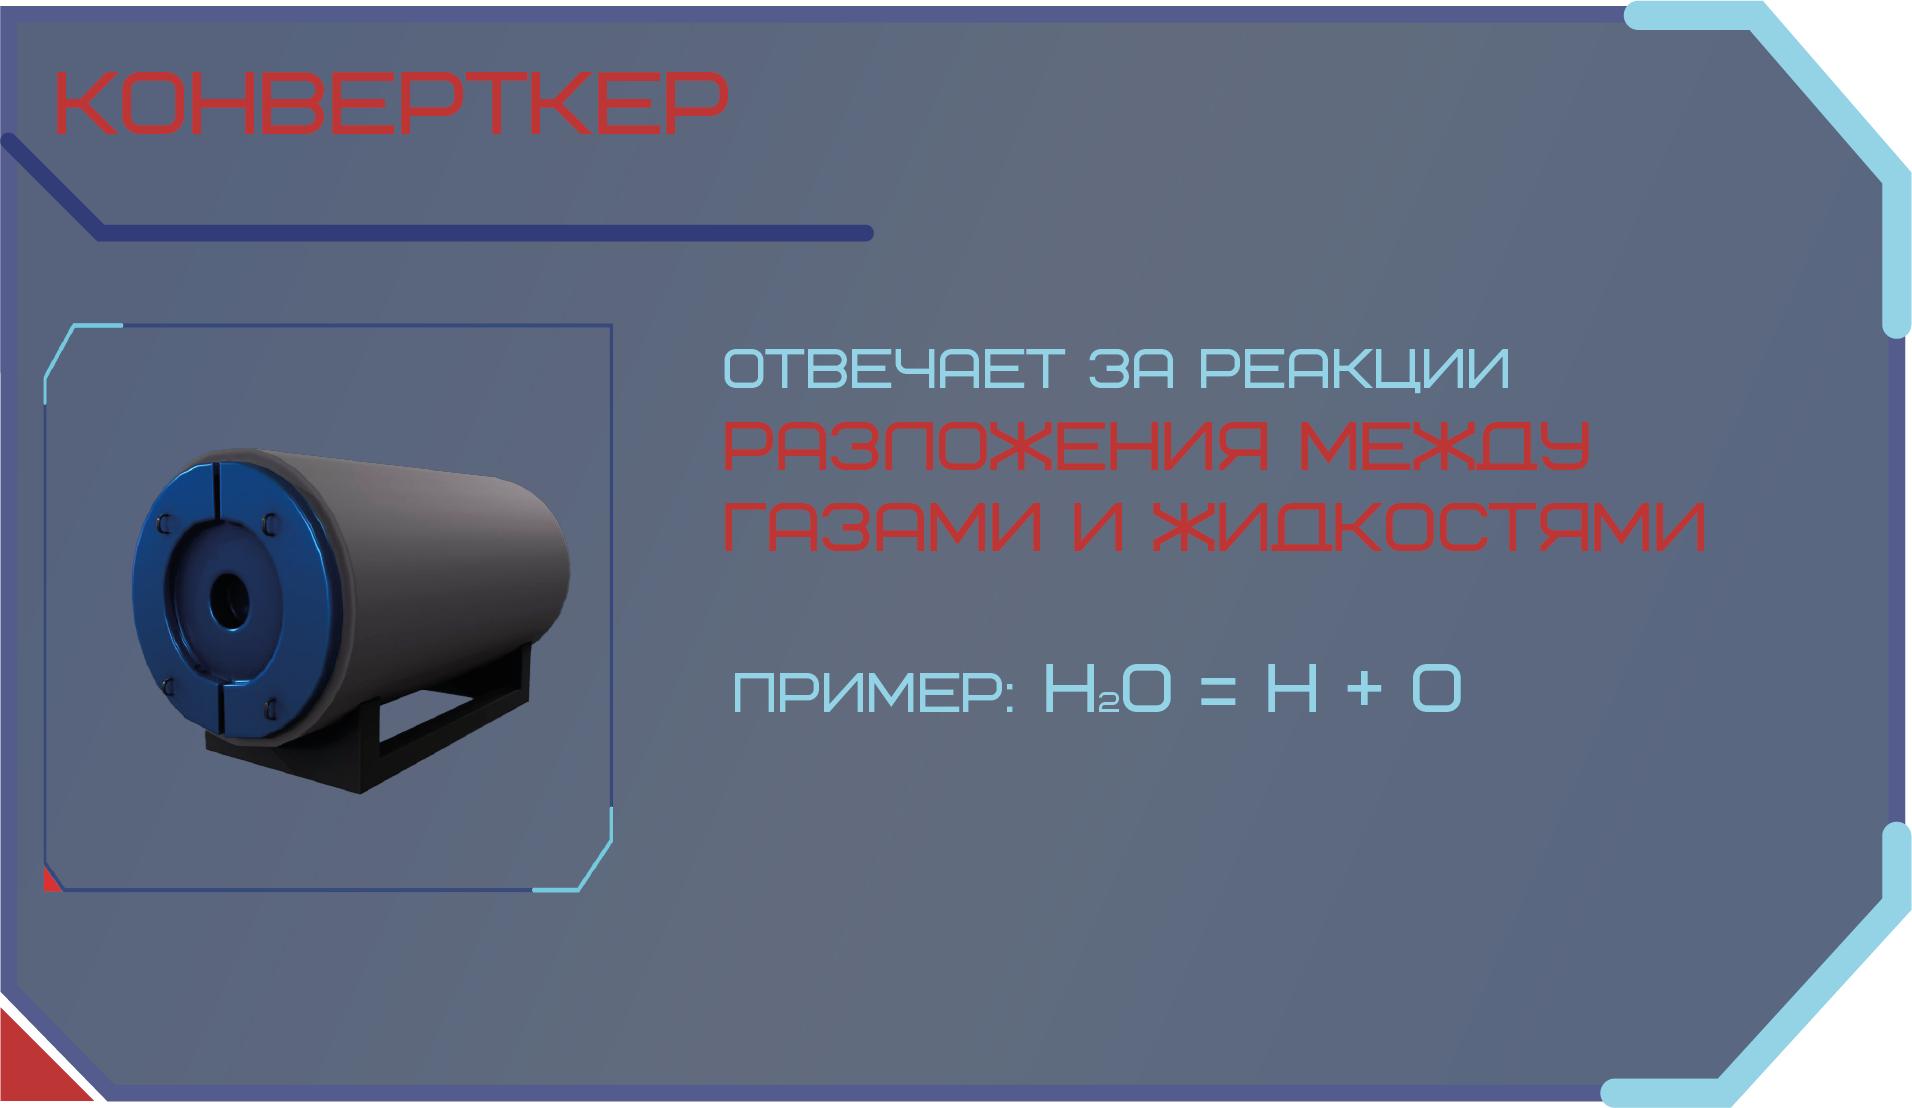 КОНВЕРТКЕР
ОТВЕЧАЕТ ЗА РЕАКЦИИ
РАЗЛОЖЕНИЯ МЕЖДУ
ГАЗАМИ И ЖИДКОСТЯМИ
ПРИМЕР: H₂O = H + O